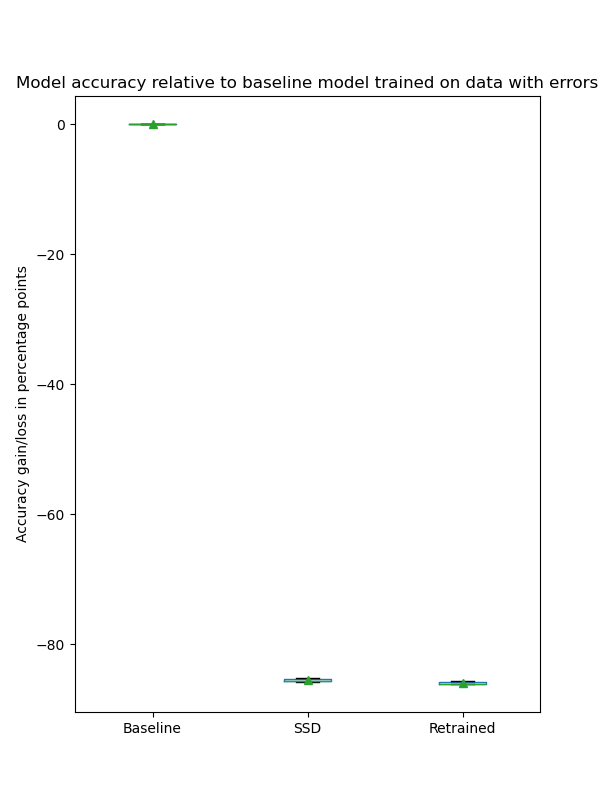 Model accuracy relative to baseline model trained on data with errors
Accuracy gain/loss in percentage points
0
−20
−40
−60
−80
Baseline SSD Retrained